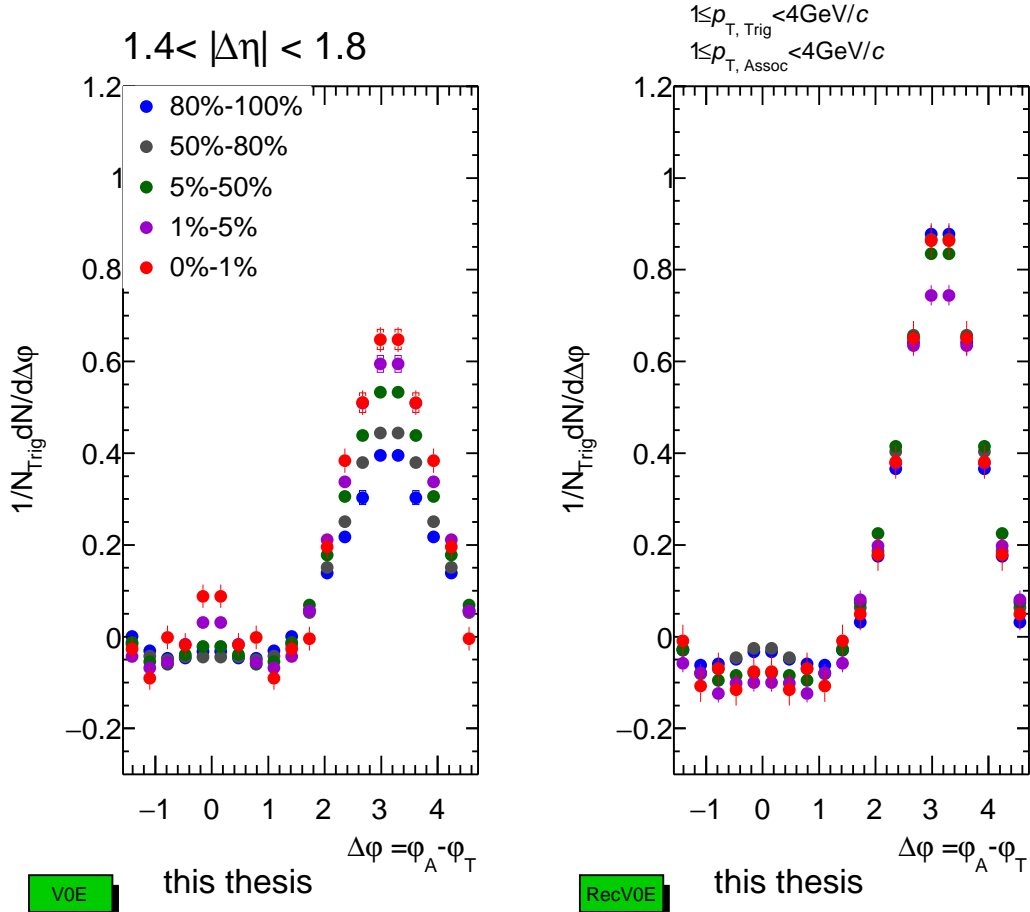 1≤p_T, Trig<4GeV/c
1.4< |Δη| < 1.8
1≤p_T, Assoc<4GeV/c
1.2
80%-100%
50%-80%
1
5%-50%
1%-5%
0.8
0%-1%
0.6
0.4
0.2
0
−0.2
1/N_Trig dN/dΔφ
−1 0 1 2 3 4
Δφ =φ_A-φ_T
V0E
this thesis
1.2
1
0.8
0.6
0.4
0.2
0
−0.2
1/N_Trig dN/dΔφ
−1 0 1 2 3 4
Δφ =φ_A-φ_T
RecV0E
this thesis